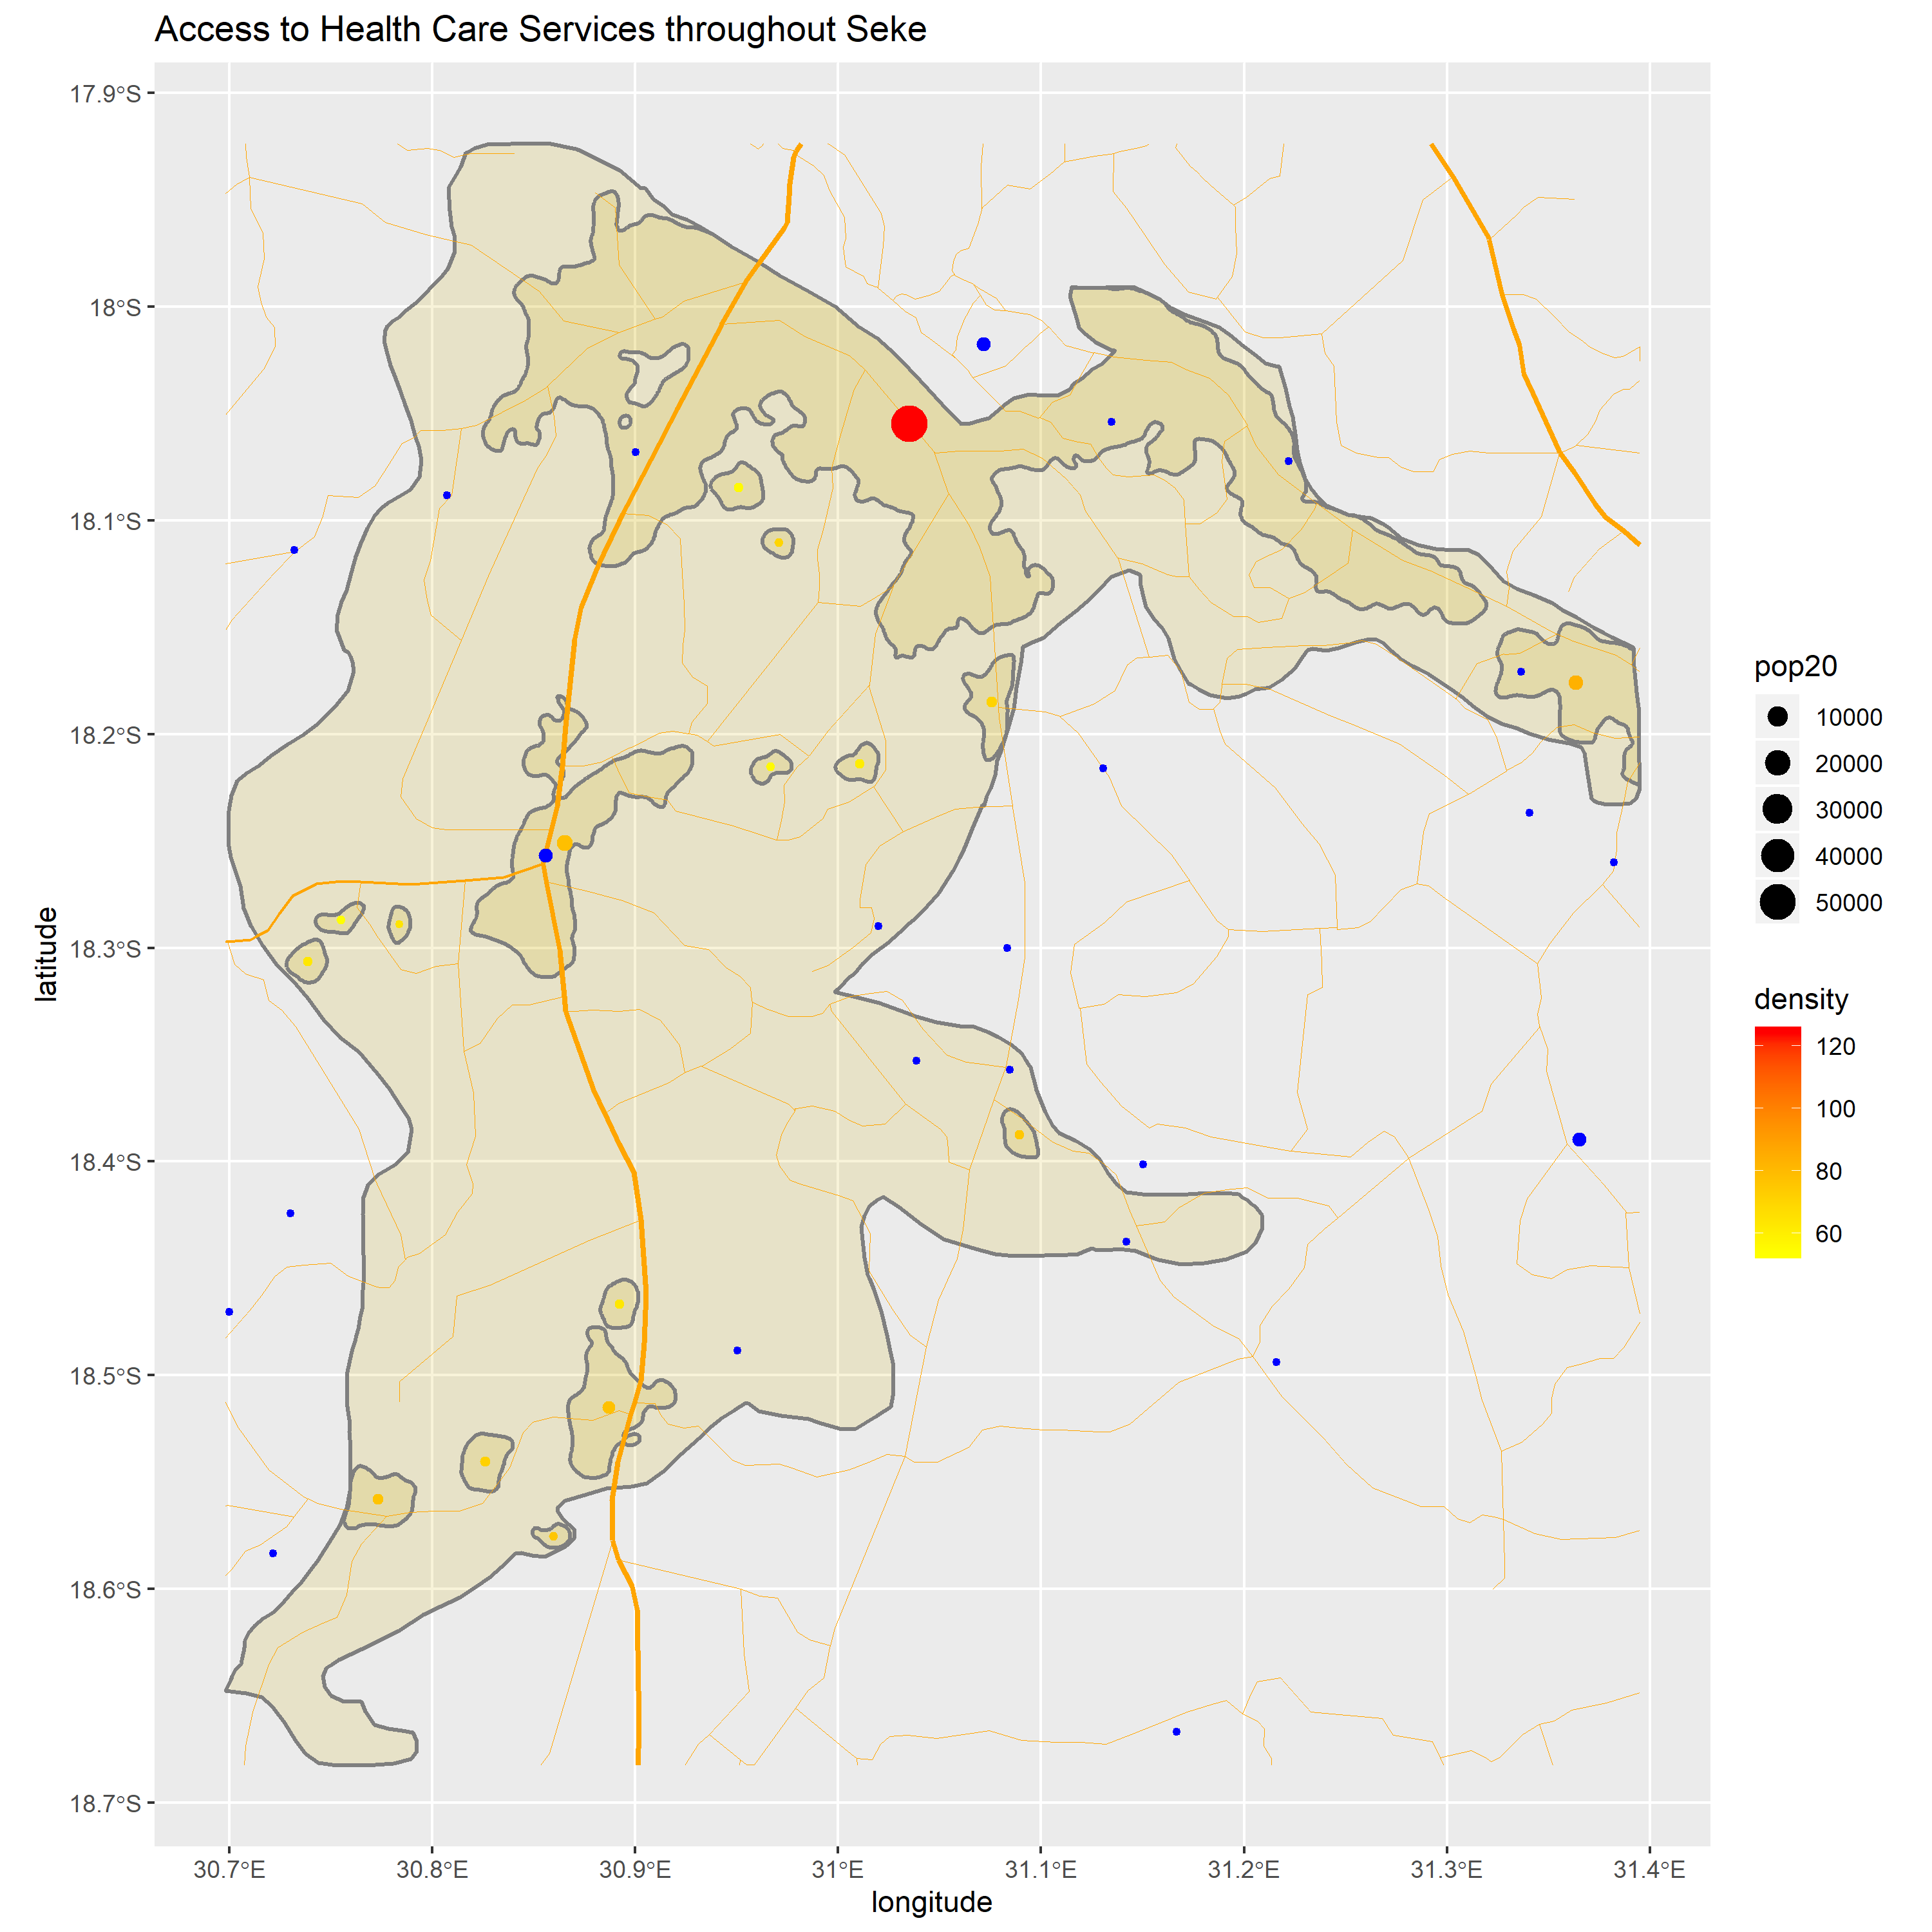 Access to Health Care Services throughout Seke
17.9°S
18°S
18.1°S
18.2°S
18.3°S
18.4°S
18.5°S
18.6°S
18.7°S
latitude
30.7°E
30.8°E
30.9°E
31°E
31.1°E
31.2°E
31.3°E
31.4°E
longitude
pop20
10000
20000
30000
40000
50000
density
120
100
80
60